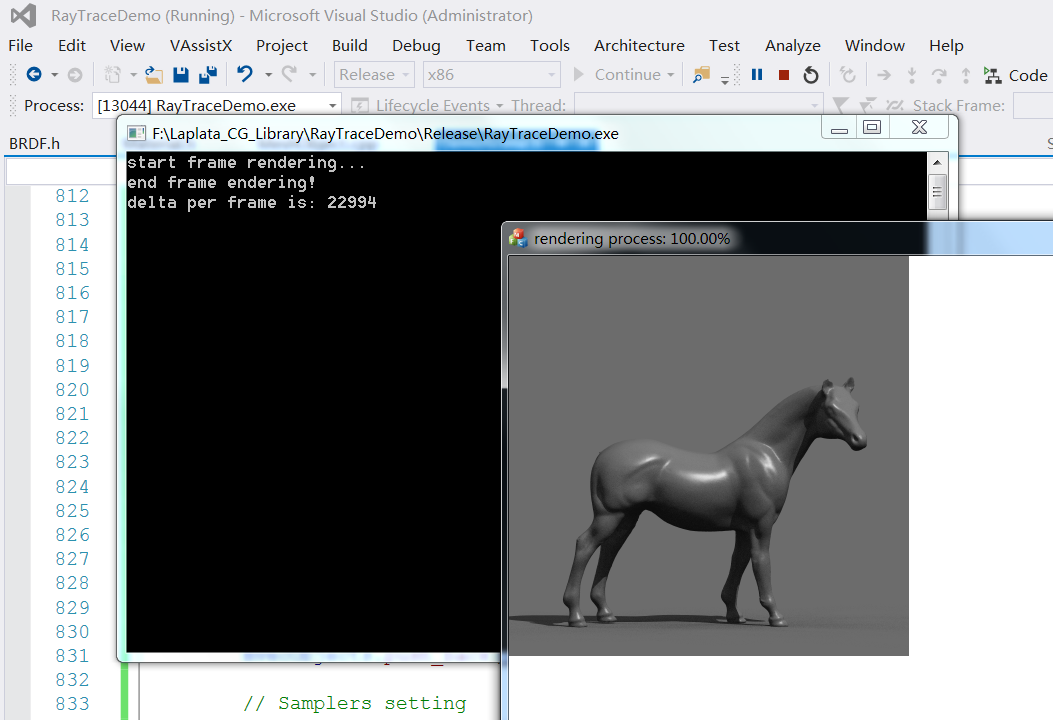 RayTraceDemo (Running) - Microsoft Visual Studio (Administrator)
File Edit View VAssistX Project Build Debug Team Tools Architecture Test Analyze Window Help
Release x86 Continue Code
Process: [13044] RayTraceDemo.exe Lifecycle Events Thread: Stack Frame:
BRDF.h
F:\Laplata_CG_Library\RayTraceDemo\Release\RayTraceDemo.exe
start frame rendering...
end frame endering!
delta per frame is: 22994
rendering process: 100.00%
812
813
814
815
816
817
818
819
820
821
822
823
824
825
826
827
828
829
830
831
832
833 // Samplers setting